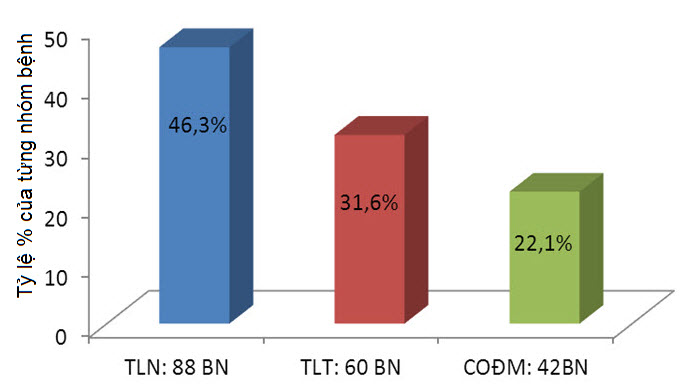 Tỷ lệ % của từng nhóm bệnh
50
40
30
20
10
0
46,3%
31,6%
22,1%
TLN: 88 BN
TLT: 60 BN
COĐM: 42BN